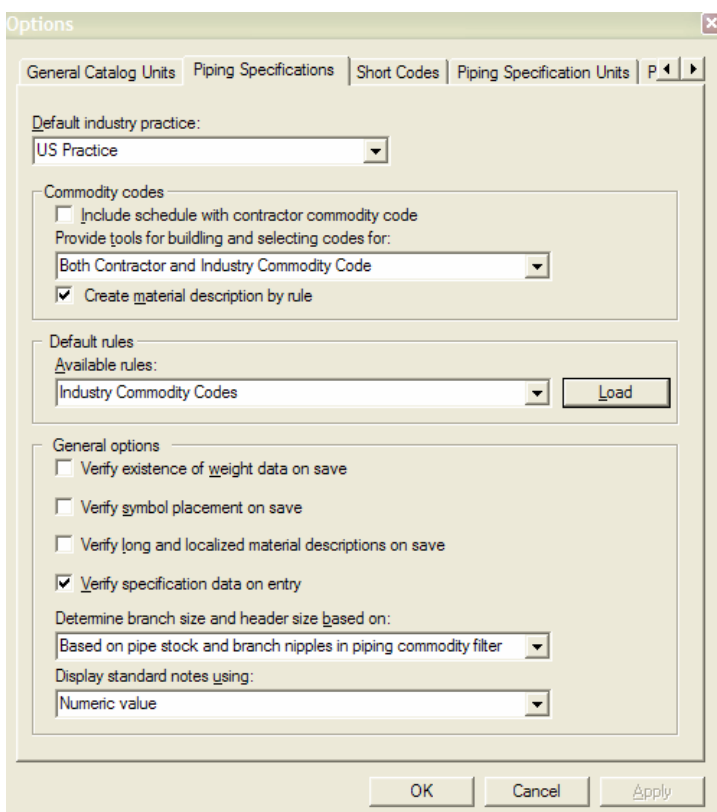 Options
General Catalog Units Piping Specifications Short Codes Piping Specification Units P
Default industry practice:
US Practice
Commodity codes
Include schedule with contractor commodity code
Provide tools for buildling and selecting codes for:
Both Contractor and Industry Commodity Code
Create material description by rule
Default rules
Available rules:
Industry Commodity Codes Load
General options
Verify existence of weight data on save
Verify symbol placement on save
Verify long and localized material descriptions on save
Verify specification data on entry
Determine branch size and header size based on:
Based on pipe stock and branch nipples in piping commodity filter
Display standard notes using:
Numeric value
OK Cancel Apply